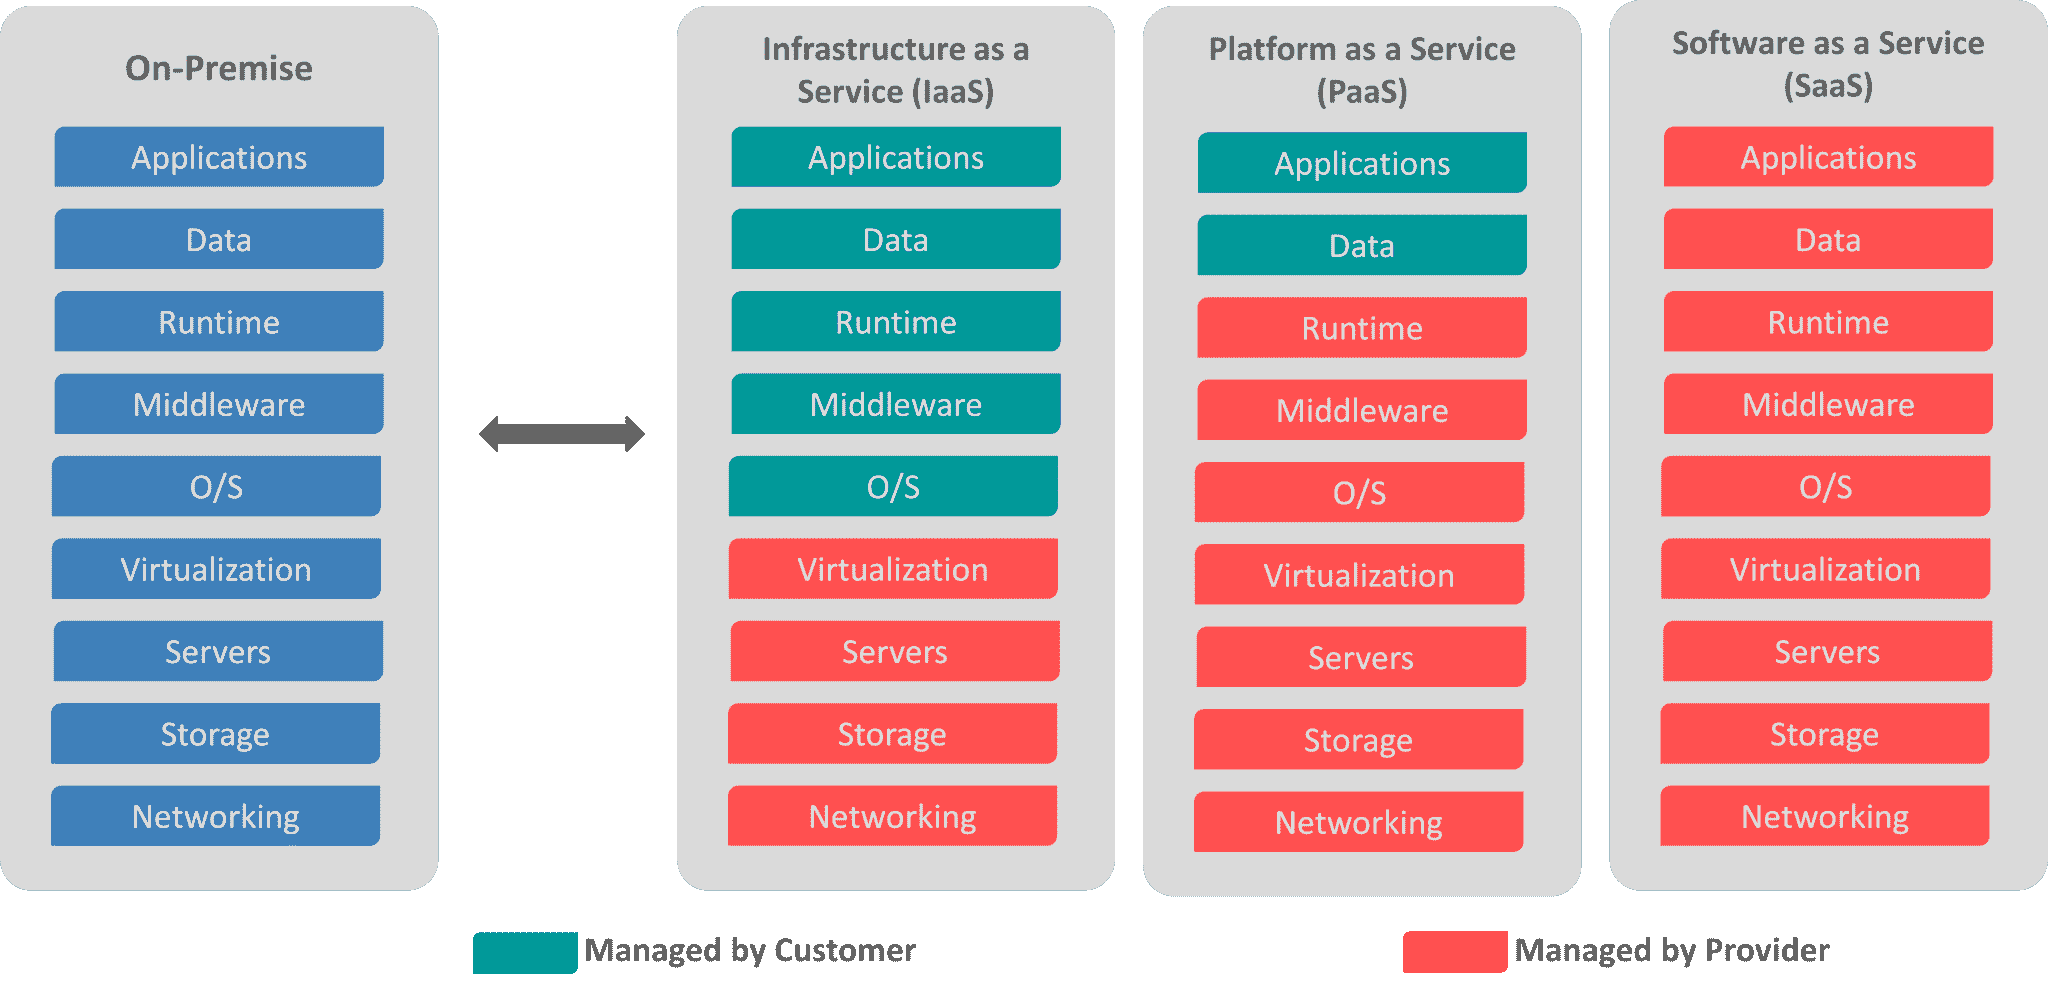 On-Premise
Applications
Data
Runtime
Middleware
O/S
Virtualization
Servers
Storage
Networking
Infrastructure as a
Service (IaaS)
Applications
Data
Runtime
Middleware
O/S
Virtualization
Servers
Storage
Networking
Platform as a Service
(PaaS)
Applications
Data
Runtime
Middleware
O/S
Virtualization
Servers
Storage
Networking
Software as a Service
(SaaS)
Applications
Data
Runtime
Middleware
O/S
Virtualization
Servers
Storage
Networking
Managed by Customer
Managed by Provider